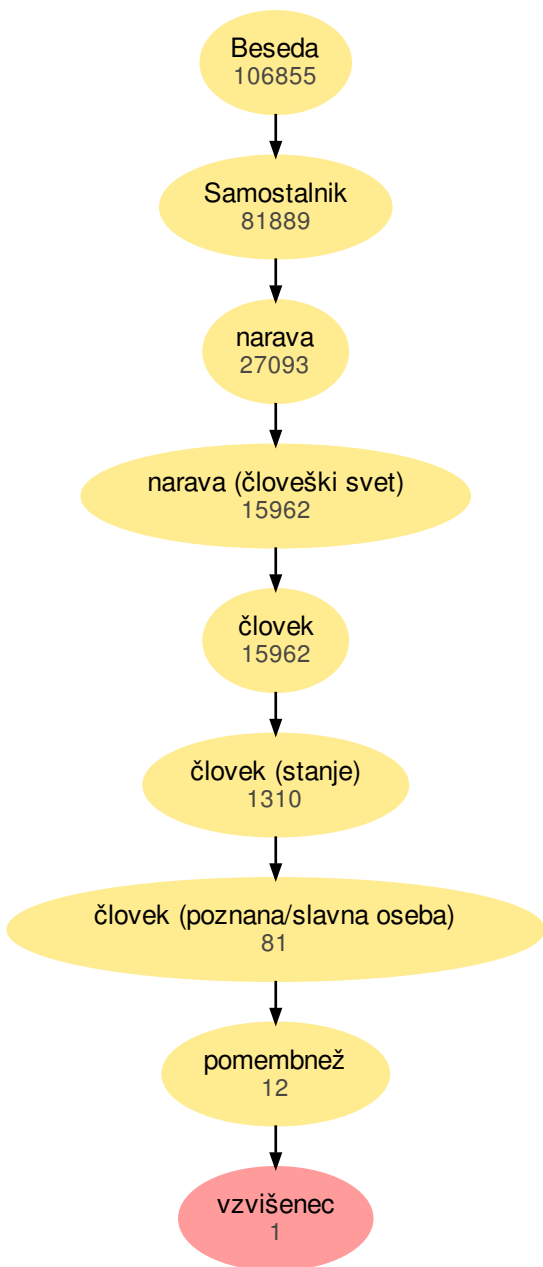 Beseda
106855
Samostalnik
81889
narava
27093
narava (človeški svet)
15962
človek
15962
človek (stanje)
1310
človek (poznana/slavna oseba)
81
pomembnež
12
vzvišenec
1